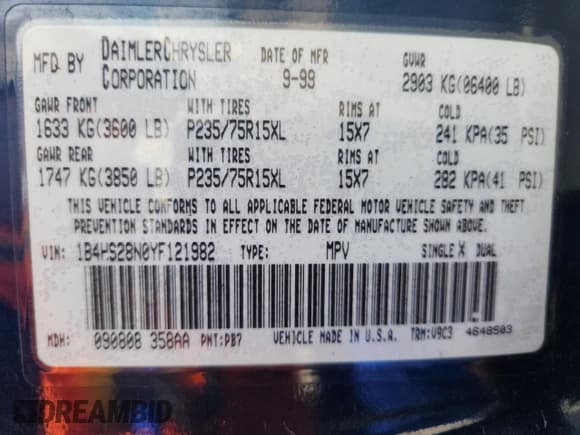 MFD BY DAIMLERCHRYSLER CORPORATION DATE OF MFR 9-99 GVWR 2903 KG(06400 LB)
GAWR FRONT WITH TIRES RIMS AT COLD
1633 KG(3600 LB) P235/75R15XL 15X7 241 KPA(35 PSI)
GAWR REAR WITH TIRES RIMS AT COLD
1747 KG(3850 LB) P235/75R15XL 15X7 282 KPA(41 PSI)
THIS VEHICLE CONFORMS TO ALL APPLICABLE FEDERAL MOTOR VEHICLE SAFETY AND THEFT
PREVENTION STANDARDS IN EFFECT ON THE DATE OF MANUFACTURE SHOWN ABOVE.
VIN: 1B4HS28N0YF121982 TYPE: MPV SINGLE X DUAL
MDH: 090808 358AA PNT:PB7 VEHICLE MADE IN U.S.A. TRM:V9C3 4648503
DREAMBID